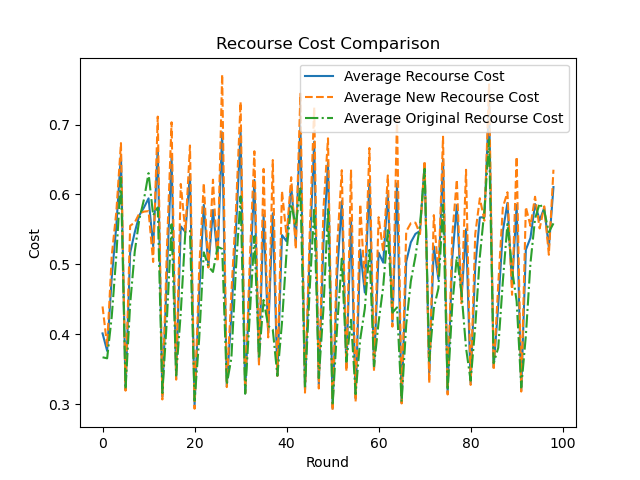 Recourse Cost Comparison
Average Recourse Cost
Average New Recourse Cost
Average Original Recourse Cost
Cost
0.7
0.6
0.5
0.4
0.3
0 20 40 60 80 100
Round